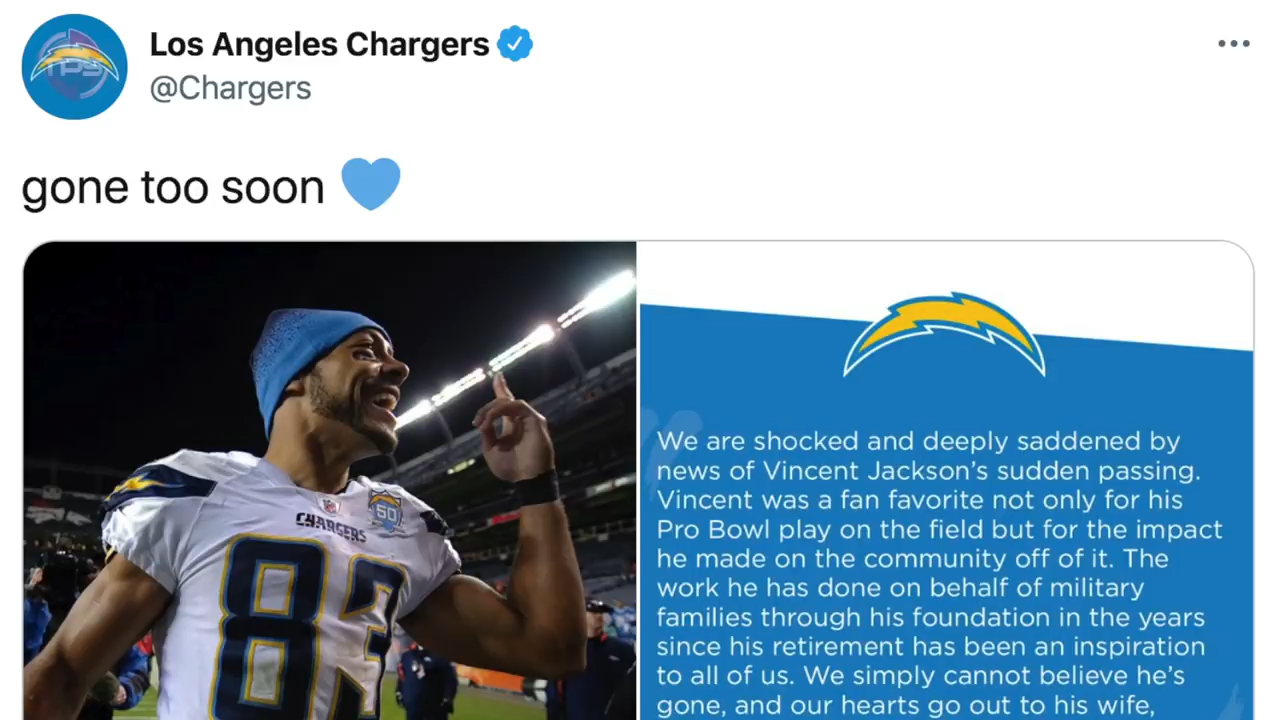 Los Angeles Chargers
@Chargers
gone too soon
CHARGERS
50
83
We are shocked and deeply saddened by
news of Vincent Jackson's sudden passing.
Vincent was a fan favorite not only for his
Pro Bowl play on the field but for the impact
he made on the community off of it. The
work he has done on behalf of military
families through his foundation in the years
since his retirement has been an inspiration
to all of us. We simply cannot believe he's
gone, and our hearts go out to his wife,